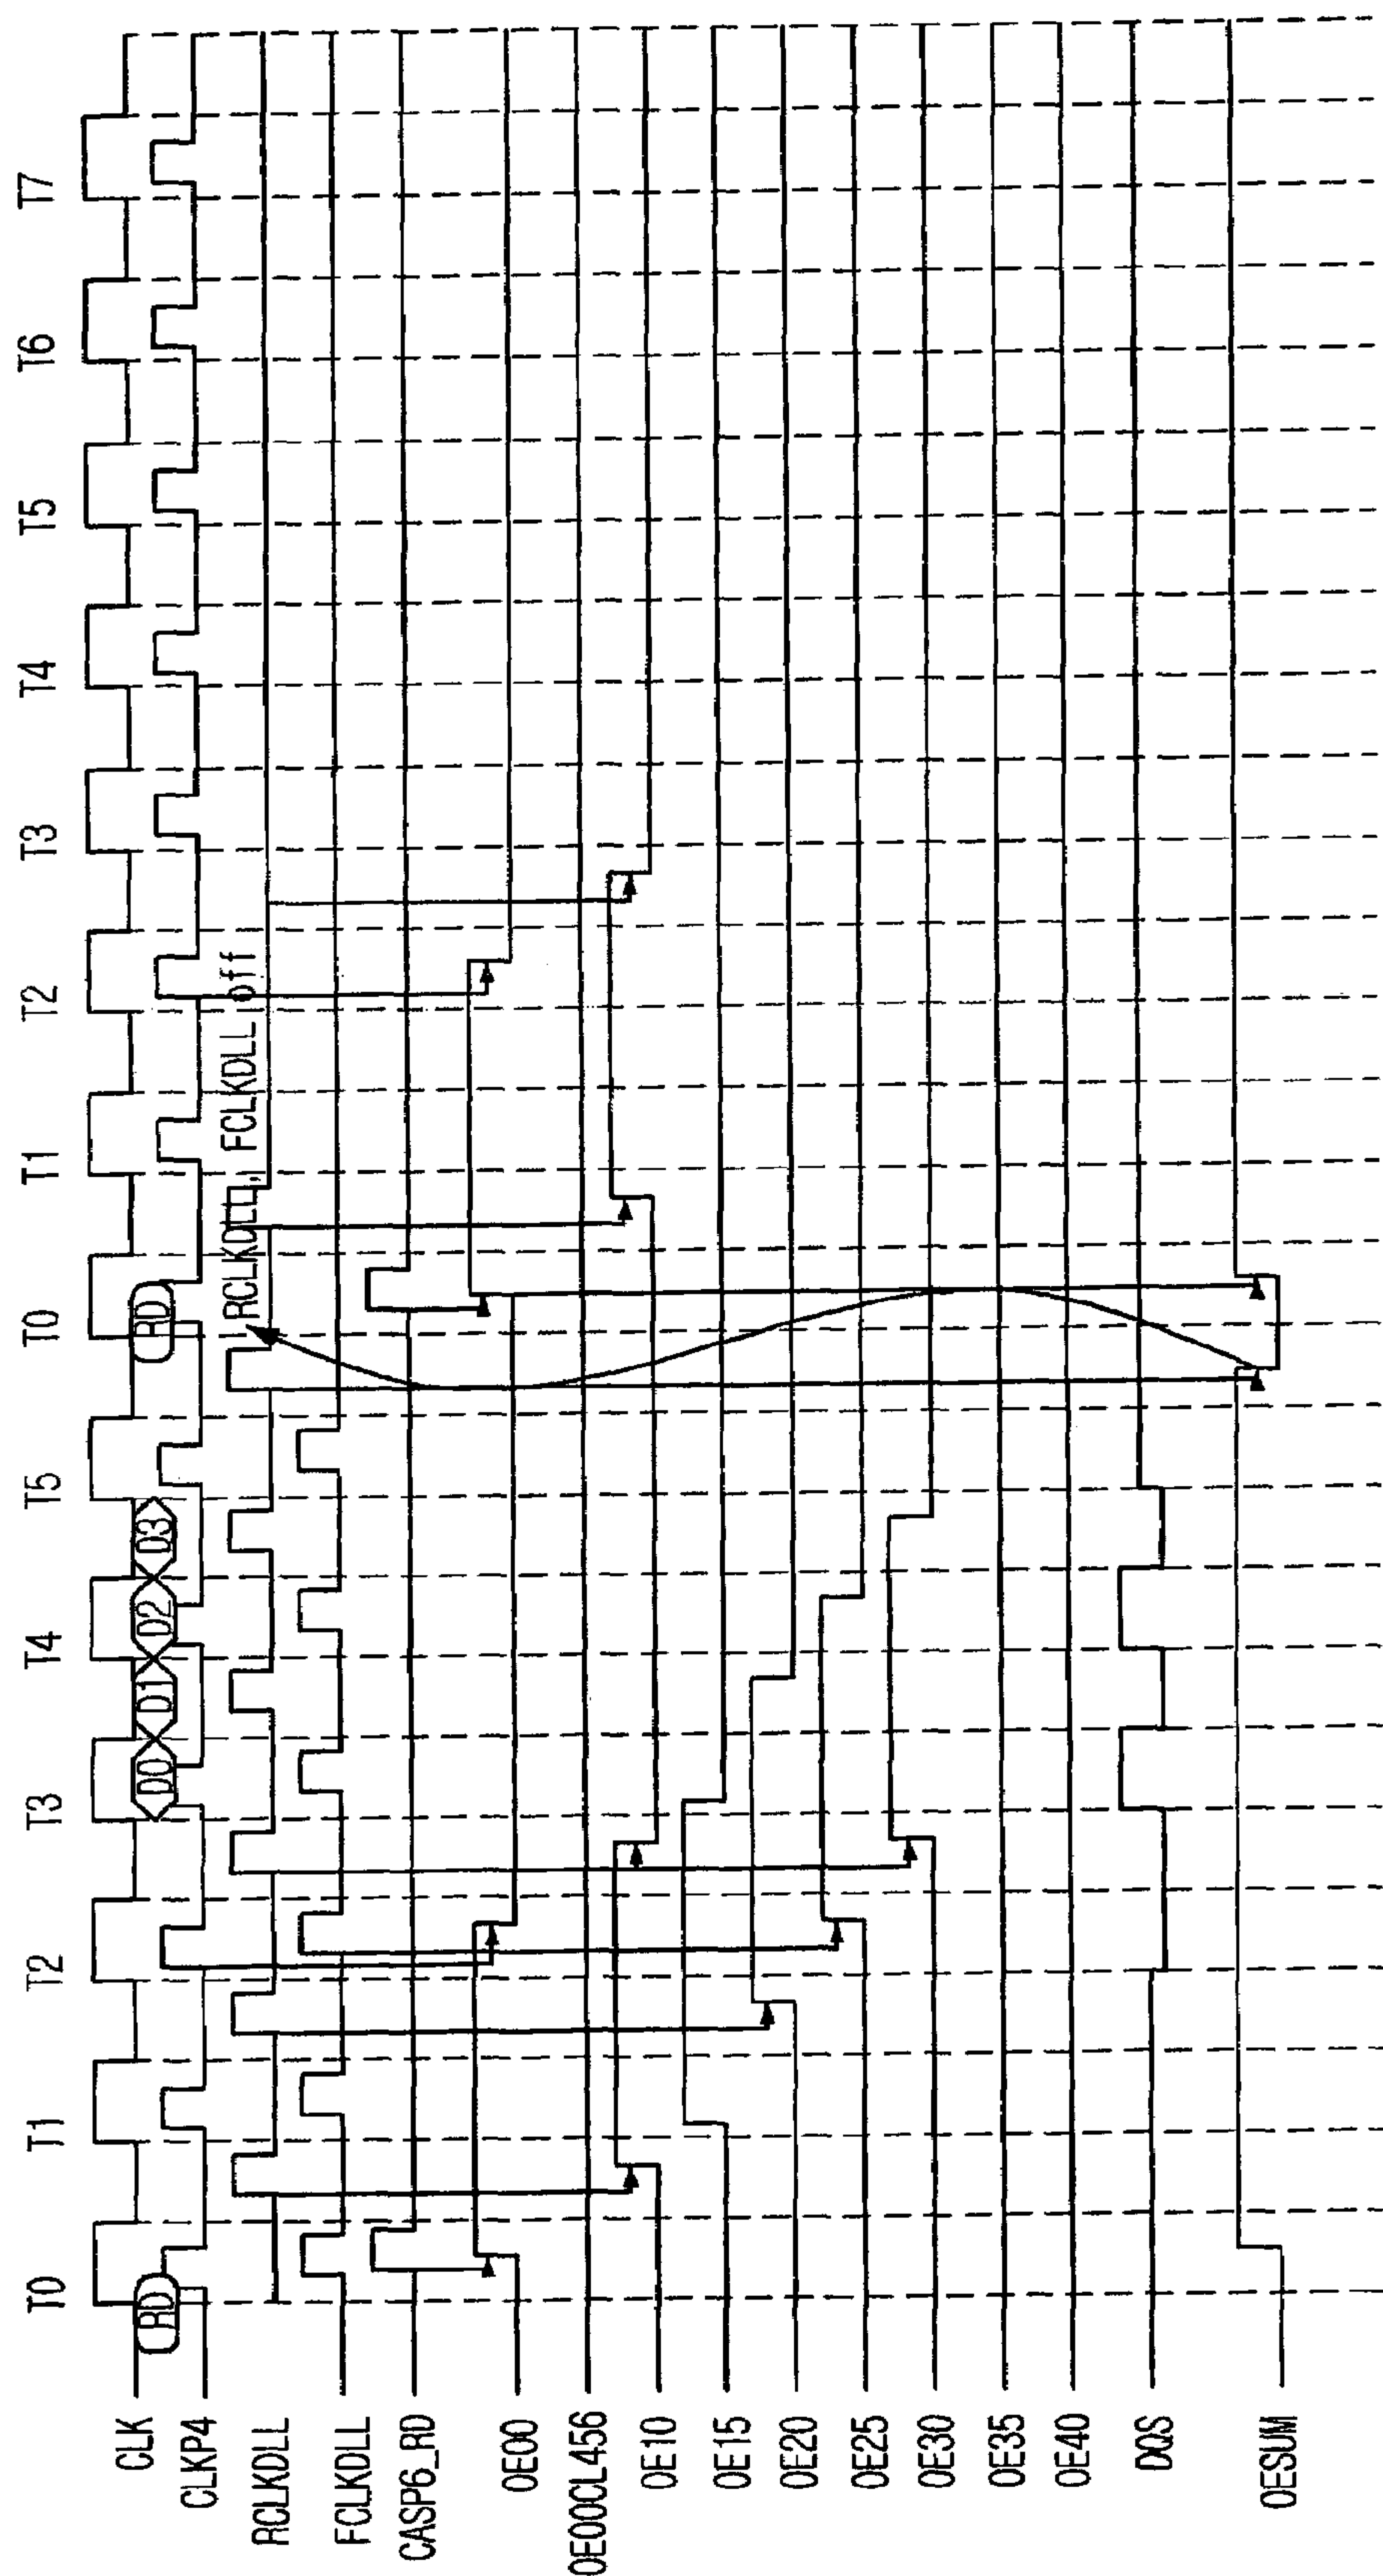 T0 T1 T2 T3 T4 T5 T0 T1 T2 T3 T4 T5 T6 T7
CLK
RD D0 D1 D2 D3 RD
CLKP4
RCLKDLL
RCLKDLL, FCLKDLL off
FCLKDLL
CASP6_RD
OE00
OE00CL456
OE10
OE15
OE20
OE25
OE30
OE35
OE40
DQS
OESUM